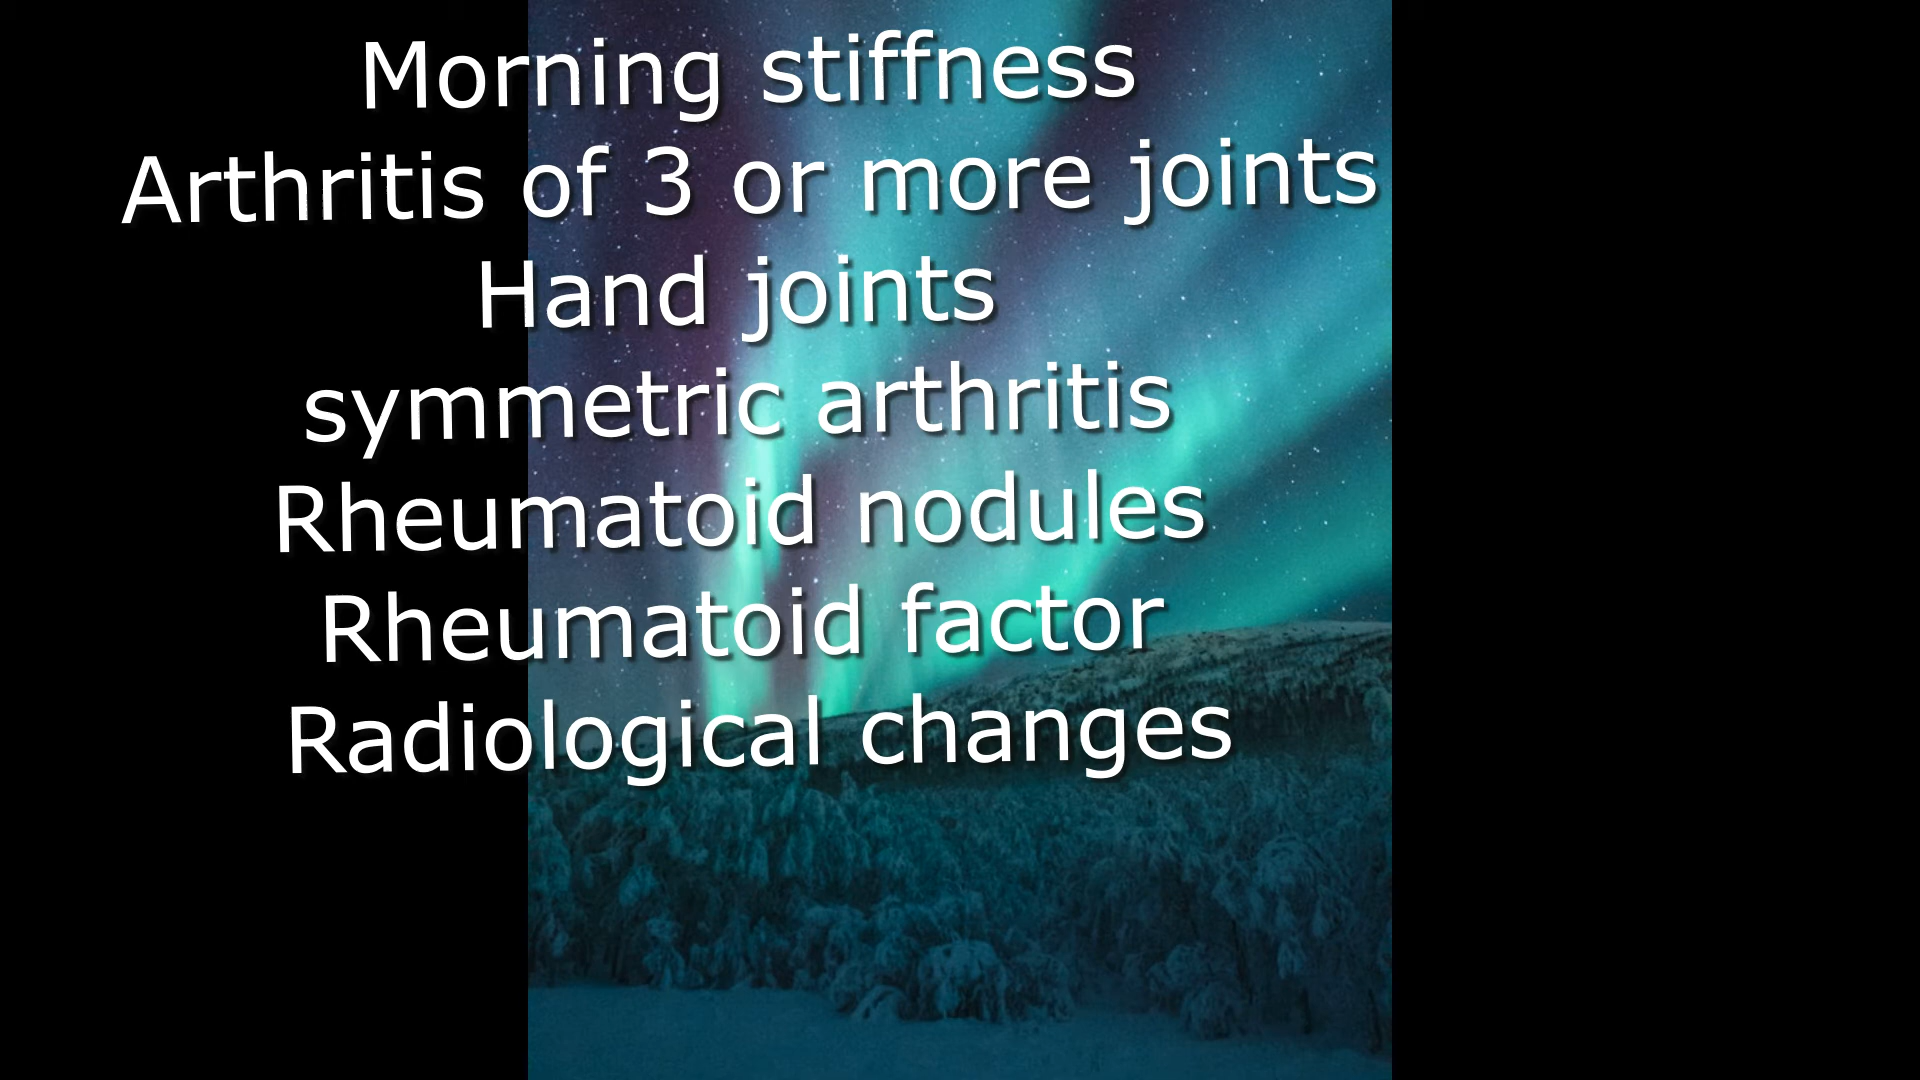 Morning stiffness
Arthritis of 3 or more joints
Hand joints
symmetric arthritis
Rheumatoid nodules
Rheumatoid factor
Radiological changes